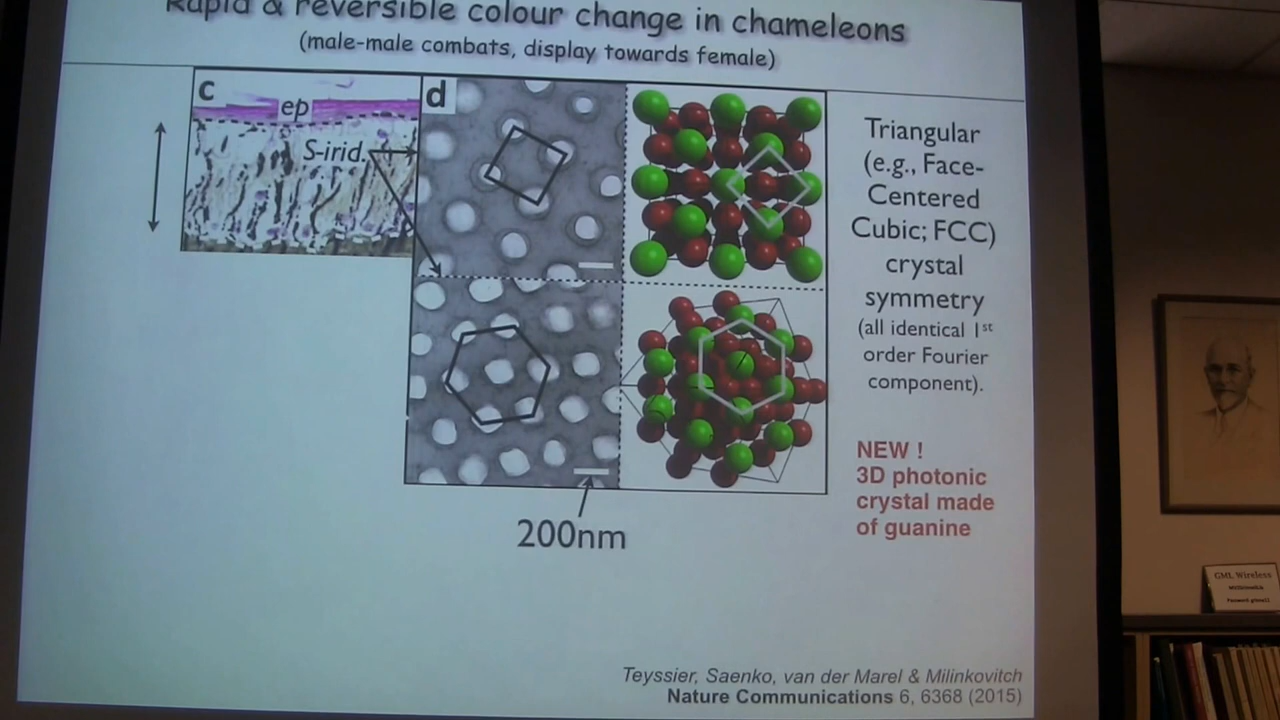 Rapid & reversible colour change in chameleons
(male-male combats, display towards female)
c
ep
S-irid.
d
Triangular
(e.g., Face-
Centered
Cubic; FCC)
crystal
symmetry
(all identical 1st
order Fourier
component).
NEW !
3D photonic
crystal made
of guanine
200nm
Teyssier, Saenko, van der Marel & Milinkovitch
Nature Communications 6, 6368 (2015)
GML Wireless